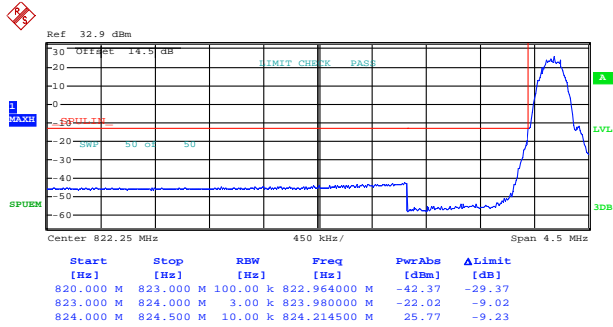 Ref 32.9 dBm
30 Offset 14.5 dB
LIMIT CHECK PASS
20
A
10
0
1
MAXH
-10
SPULIN
LVL
-20
SWP 50 of 50
-30
-40
-50
SPUEM
3DB
-60
Center 822.25 MHz 450 kHz/ Span 4.5 MHz
Start Stop RBW Freq PwrAbs ΔLimit
[Hz] [Hz] [Hz] [Hz] [dBm] [dB]
820.000 M 823.000 M 100.00 k 822.964000 M -42.37 -29.37
823.000 M 824.000 M 3.00 k 823.980000 M -22.02 -9.02
824.000 M 824.500 M 10.00 k 824.214500 M 25.77 -9.23